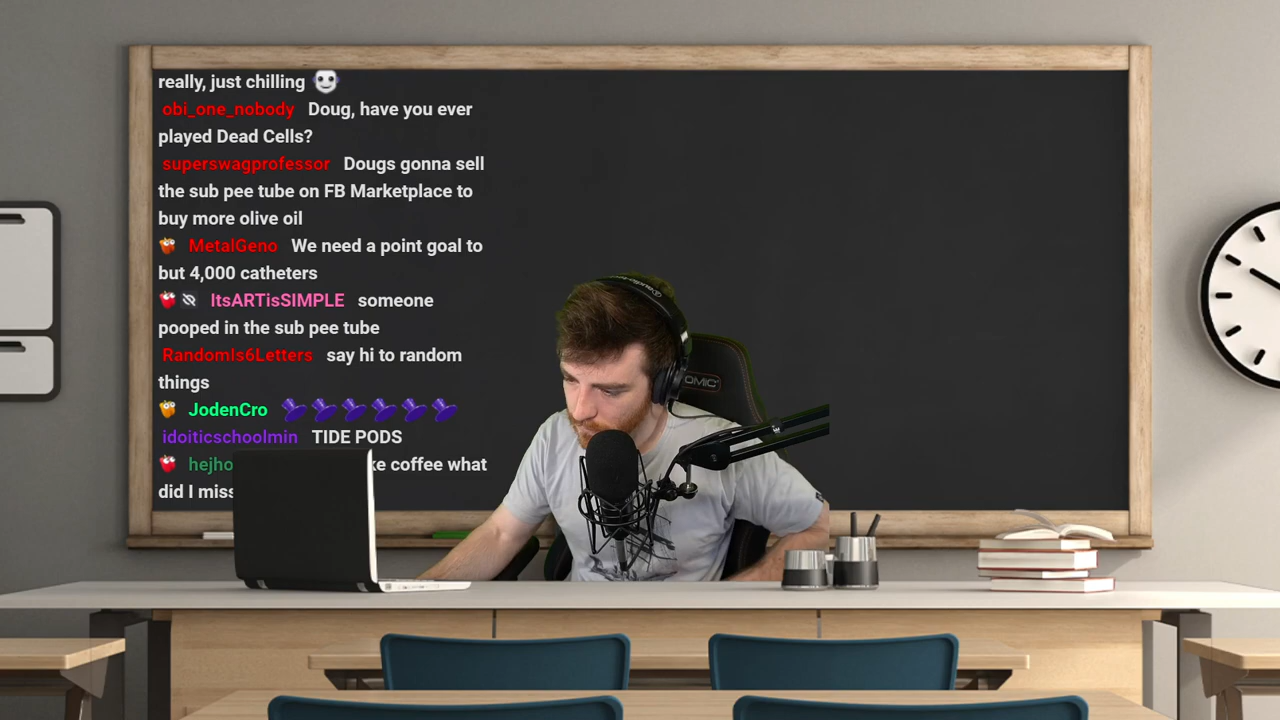 really, just chilling
obi_one_nobody Doug, have you ever
played Dead Cells?
superswagprofessor Dougs gonna sell
the sub pee tube on FB Marketplace to
buy more olive oil
MetalGeno We need a point goal to
but 4,000 catheters
ItsARTisSIMPLE someone
pooped in the sub pee tube
RandomIs6Letters say hi to random
things
JodenCro
idoiticschoolmin TIDE PODS
coffee what
did I